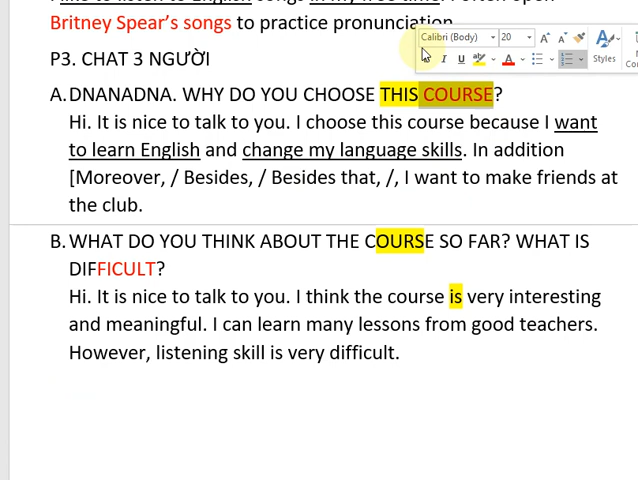 Britney Spear's songs to practice pronunciation
Calibri (Body) 20 A A
P3. CHAT 3 NGƯỜI
I U ab A Styles
A. DNANADNA. WHY DO YOU CHOOSE THIS COURSE?
Hi. It is nice to talk to you. I choose this course because I want
to learn English and change my language skills. In addition
[Moreover, / Besides, / Besides that, /, I want to make friends at
the club.
B. WHAT DO YOU THINK ABOUT THE COURSE SO FAR? WHAT IS
DIFFICULT?
Hi. It is nice to talk to you. I think the course is very interesting
and meaningful. I can learn many lessons from good teachers.
However, listening skill is very difficult.